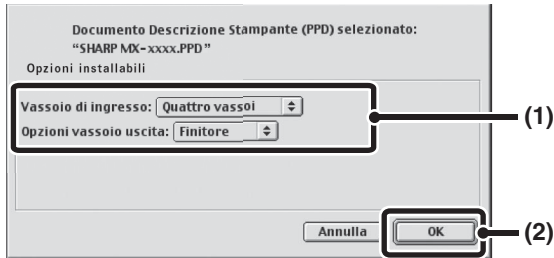 Documento Descrizione Stampante (PPD) selezionato:
“SHARP MX-xxxx.PPD”
Opzioni installabili
Vassoio di ingresso: Quattro vassoi
(1)
Opzioni vassoio uscita: Finitore
Annulla
OK
(2)